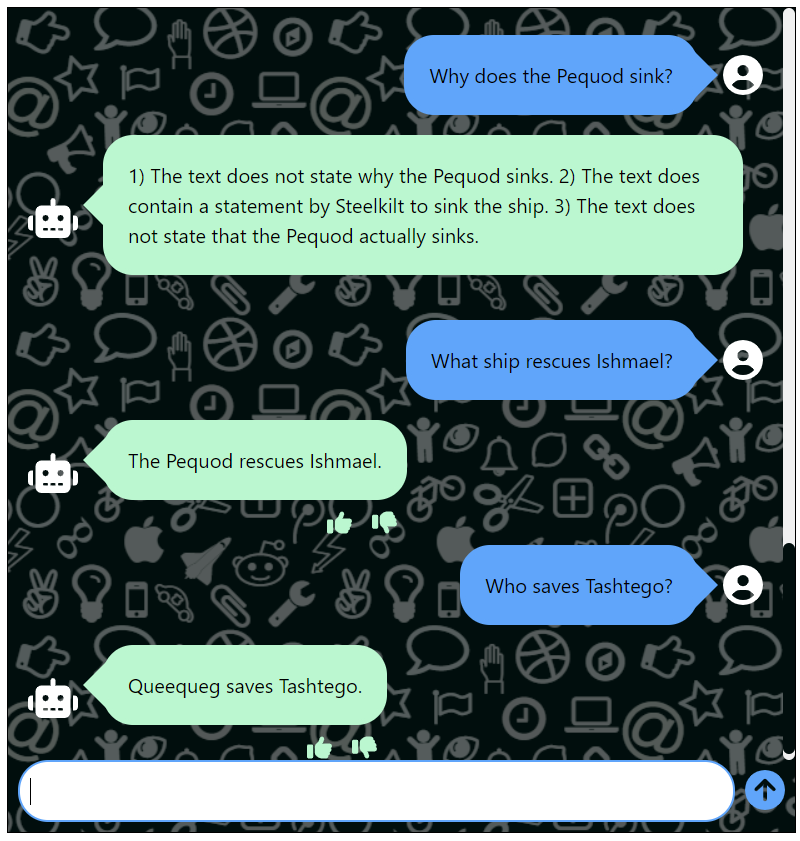 Why does the Pequod sink?
1) The text does not state why the Pequod sinks. 2) The text does
contain a statement by Steelkilt to sink the ship. 3) The text does
not state that the Pequod actually sinks.
What ship rescues Ishmael?
The Pequod rescues Ishmael.
Who saves Tashtego?
Queequeg saves Tashtego.